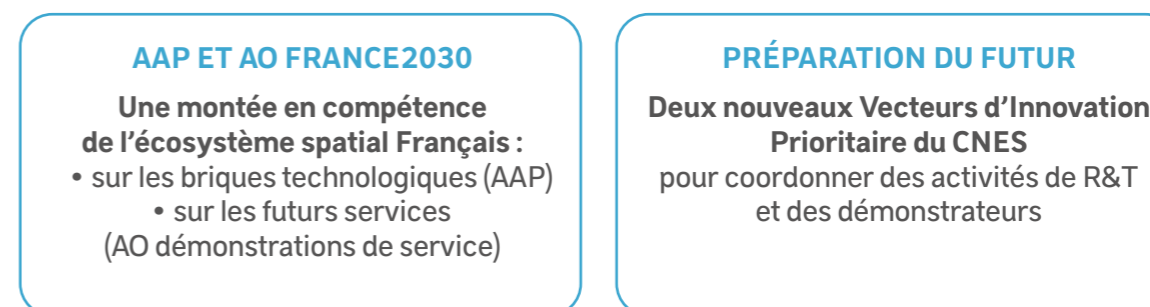 AAP ET AO FRANCE2030
Une montée en compétence
de l'écosystème spatial Français :
• sur les briques technologiques (AAP)
• sur les futurs services
(AO démonstrations de service)
PRÉPARATION DU FUTUR
Deux nouveaux Vecteurs d'Innovation
Prioritaire du CNES
pour coordonner des activités de R&T
et des démonstrateurs